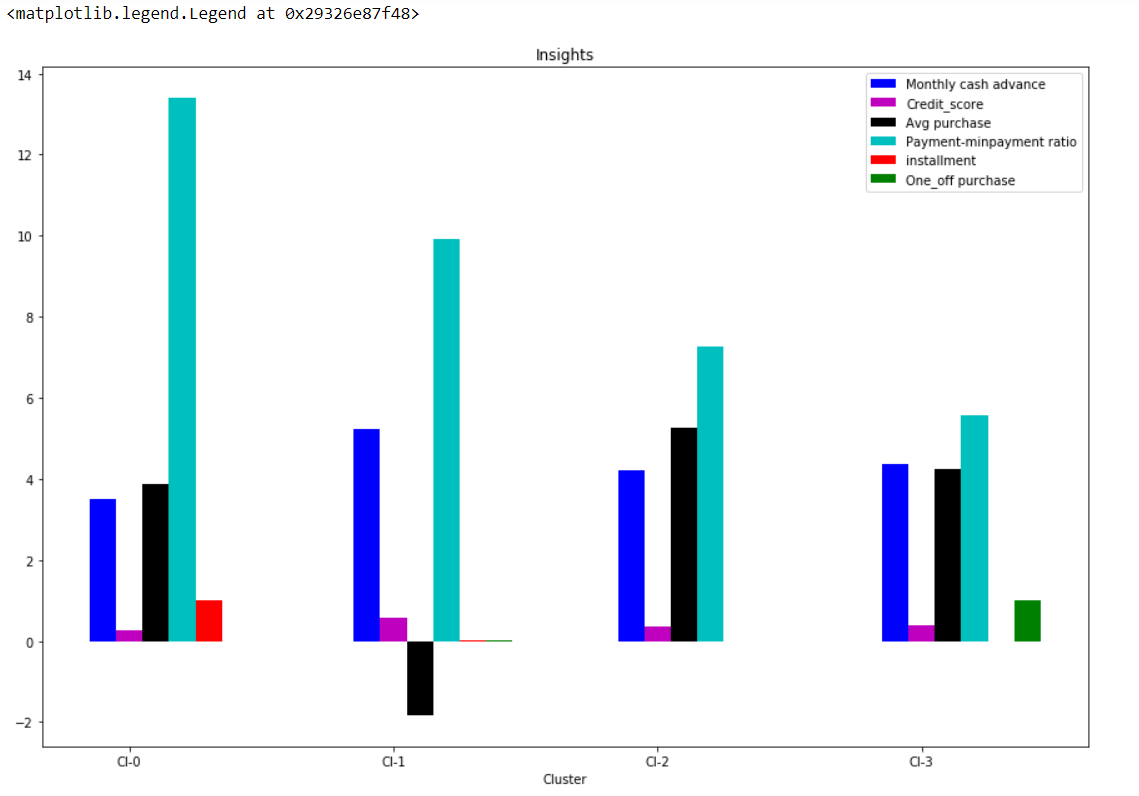 <matplotlib.legend.Legend at 0x29326e87f48>
Insights
14
12
10
8
6
4
2
0
−2
Monthly cash advance
Credit_score
Avg purchase
Payment-minpayment ratio
installment
One_off purchase
Cl-0 Cl-1 Cl-2 Cl-3
Cluster